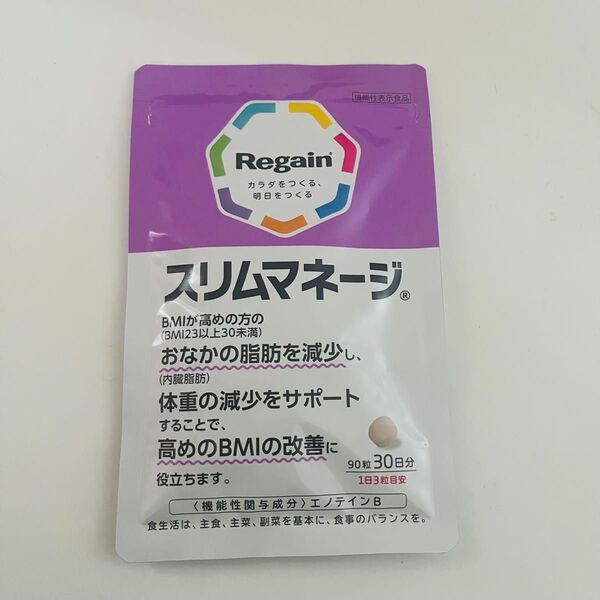 機能性表示食品
Regain®
カラダをつくる、
明日をつくる
スリムマネージ®
BMIが高めの方の
(BMI23以上30未満)
おなかの脂肪を減少し、
(内臓脂肪)
体重の減少をサポート
することで、
高めのBMIの改善に
役立ちます。
90粒30日分
1日3粒目安
〈機能性関与成分〉エノテインB
食生活は、主食、主菜、副菜を基本に、食事のバランスを。